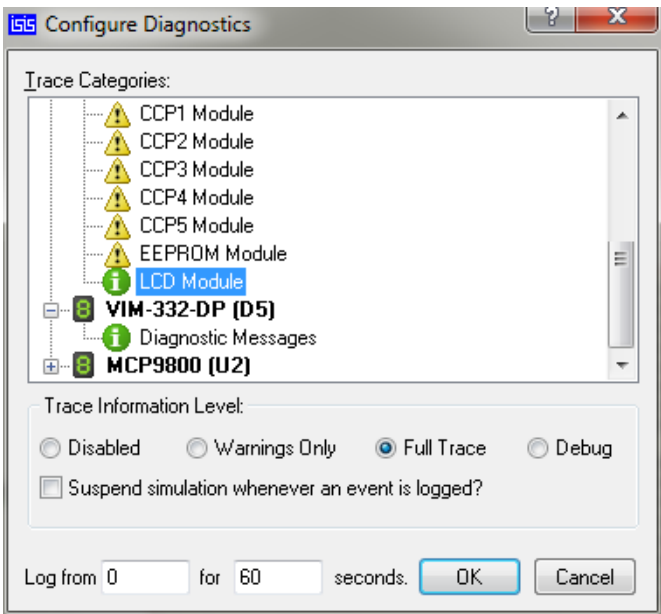 isis Configure Diagnostics
?
Trace Categories:
CCP1 Module
CCP2 Module
CCP3 Module
CCP4 Module
CCP5 Module
EEPROM Module
LCD Module
VIM-332-DP (D5)
Diagnostic Messages
MCP9800 (U2)
Trace Information Level:
Disabled Warnings Only Full Trace Debug
Suspend simulation whenever an event is logged?
Log from 0 for 60 seconds. OK Cancel